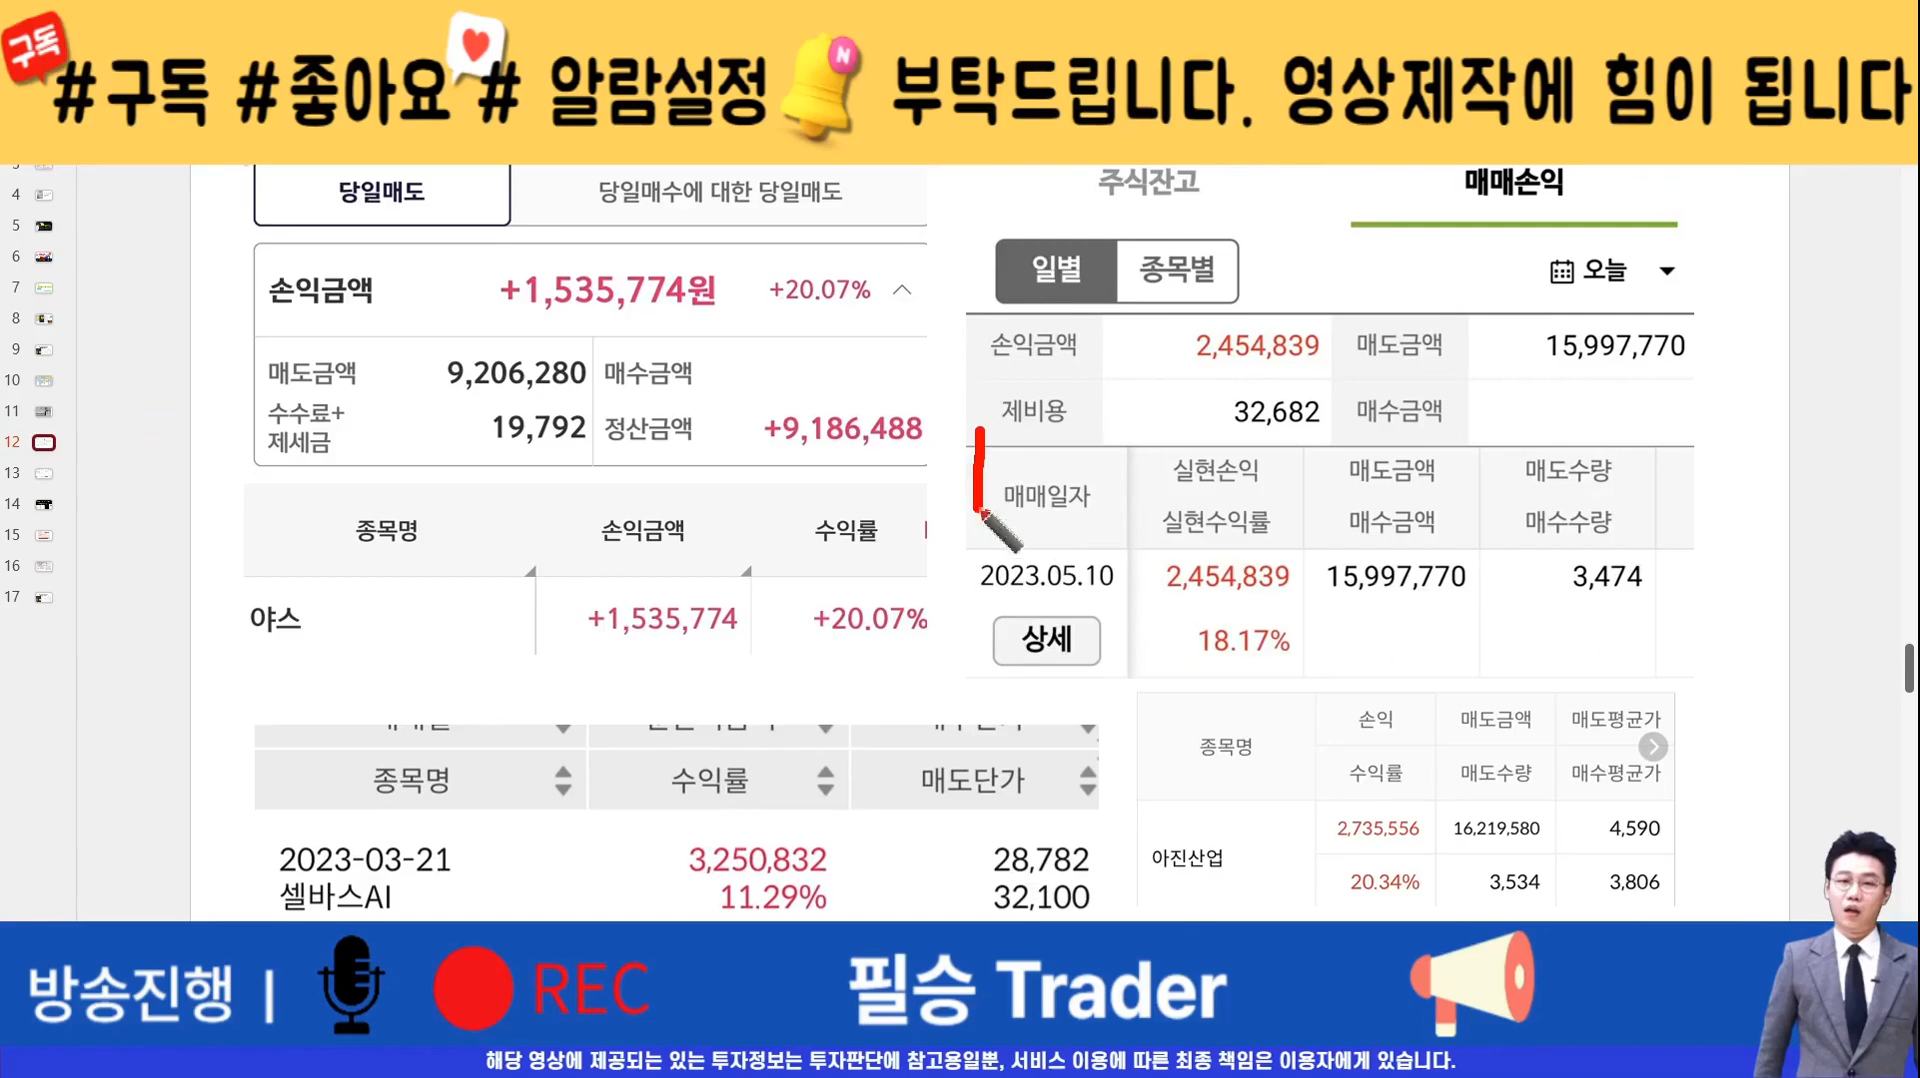 구독
#구독 #좋아요 # 알람설정 N 부탁드립니다. 영상제작에 힘이 됩니다
4
5
6
7
8
9
10
11
12
13
14
15
16
17
당일매도 당일매수에 대한 당일매도
손익금액 +1,535,774원 +20.07%
매도금액 9,206,280 매수금액
수수료+
제세금 19,792 정산금액 +9,186,488
종목명 손익금액 수익률
야스 +1,535,774 +20.07%
주식잔고 매매손익
일별 종목별 오늘
손익금액 2,454,839 매도금액 15,997,770
제비용 32,682 매수금액
매매일자 실현손익 매도금액 매도수량
실현수익률 매수금액 매수수량
2023.05.10 2,454,839 15,997,770 3,474
상세 18.17%
종목명 수익률 매도단가
2023-03-21 3,250,832 28,782
셀바스AI 11.29% 32,100
종목명 손익 매도금액 매도평균가
수익률 매도수량 매수평균가
아진산업 2,735,556 16,219,580 4,590
20.34% 3,534 3,806
방송진행 | REC 필승 Trader
해당 영상에 제공되는 있는 투자정보는 투자판단에 참고용일뿐, 서비스 이용에 따른 최종 책임은 이용자에게 있습니다.